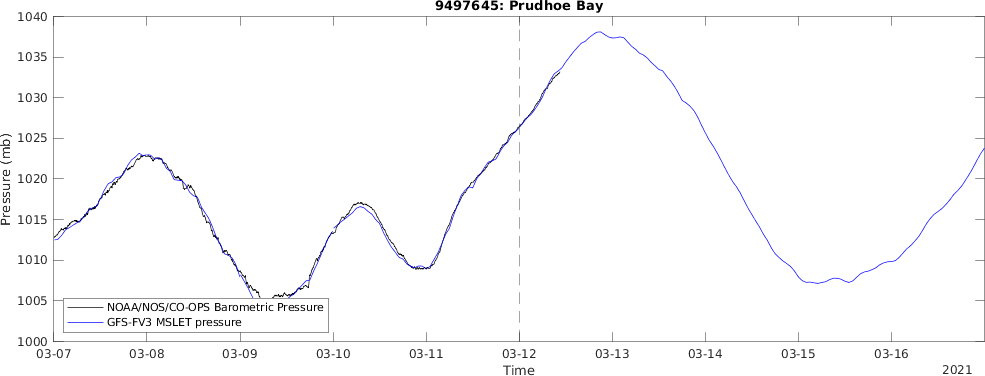 9497645: Prudhoe Bay
Pressure (mb)
1040
1035
1030
1025
1020
1015
1010
1005
1000
NOAA/NOS/CO-OPS Barometric Pressure
GFS-FV3 MSLET pressure
03-07 03-08 03-09 03-10 03-11 03-12 03-13 03-14 03-15 03-16
Time
2021